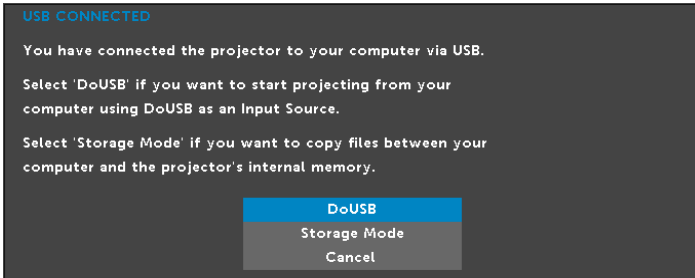 USB CONNECTED
You have connected the projector to your computer via USB.
Select 'DoUSB' if you want to start projecting from your
computer using DoUSB as an Input Source.
Select 'Storage Mode' if you want to copy files between your
computer and the projector's internal memory.
DoUSB
Storage Mode
Cancel